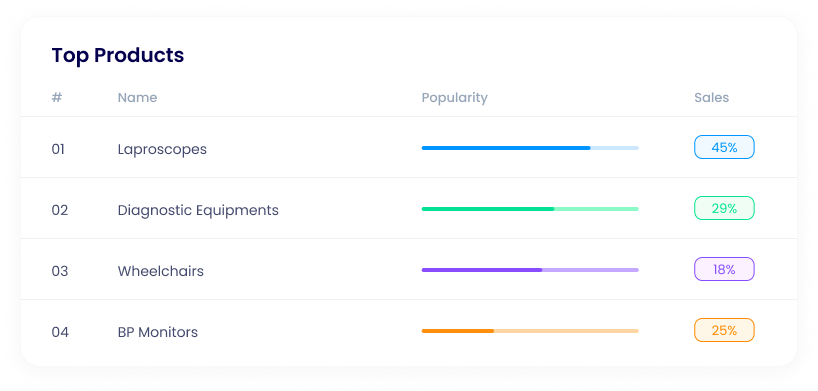 Top Products
# Name Popularity Sales
01 Laproscopes 45%
02 Diagnostic Equipments 29%
03 Wheelchairs 18%
04 BP Monitors 25%